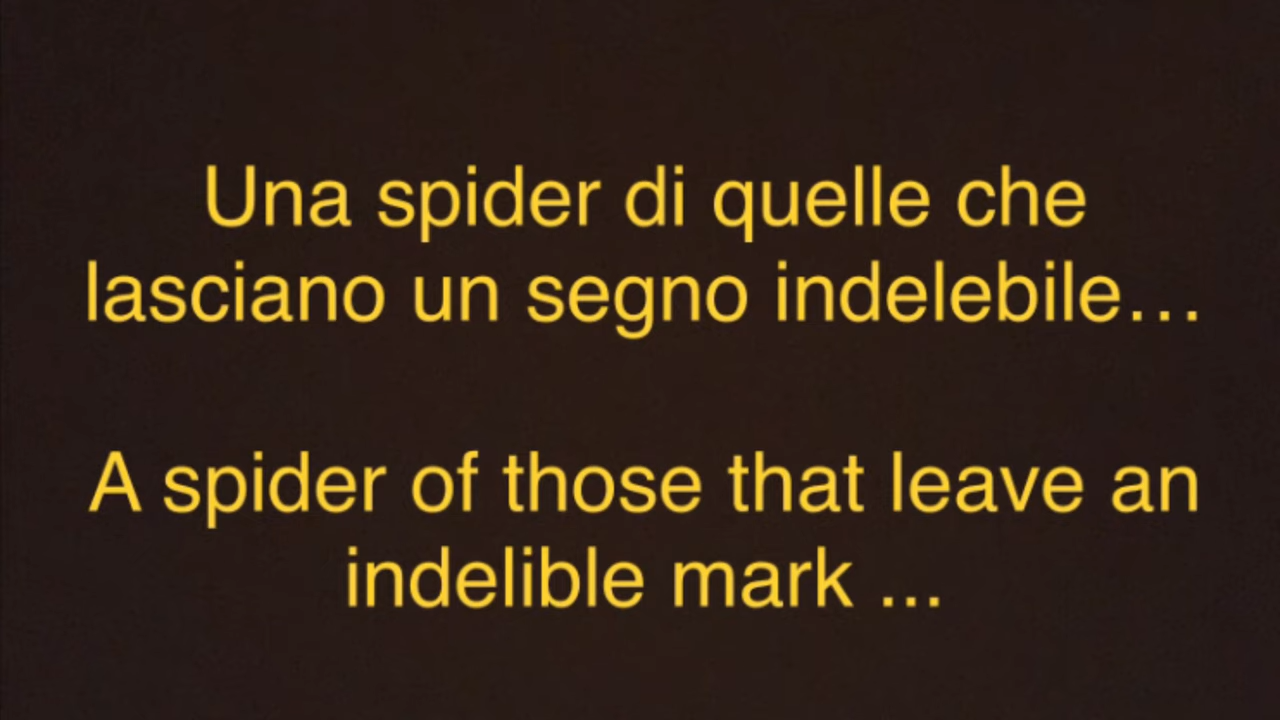 Una spider di quelle che
lasciano un segno indelebile…
A spider of those that leave an
indelible mark ...